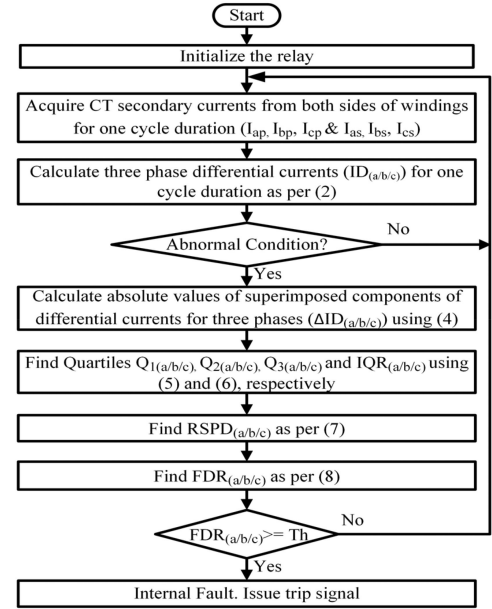 Start
Initialize the relay
Acquire CT secondary currents from both sides of windings
for one cycle duration (Iap, Ibp, Icp & Ias, Ibs, Ics)
Calculate three phase differential currents (ID(a/b/c)) for one
cycle duration as per (2)
Abnormal Condition?
No
Yes
Calculate absolute values of superimposed components of
differential currents for three phases (ΔID(a/b/c)) using (4)
Find Quartiles Q1(a/b/c), Q2(a/b/c), Q3(a/b/c) and IQR(a/b/c) using
(5) and (6), respectively
Find RSPD(a/b/c) as per (7)
Find FDR(a/b/c) as per (8)
FDR(a/b/c)>= Th
No
Yes
Internal Fault. Issue trip signal